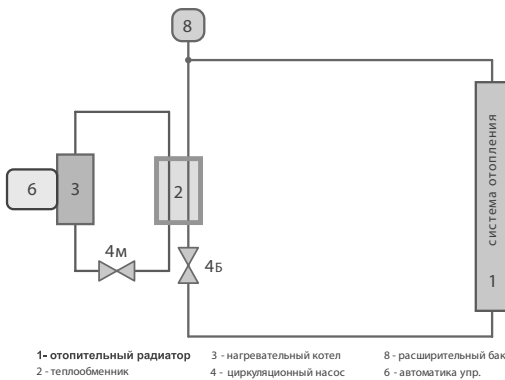 8
система отопления
6
3
2
4м
4Б
1
1- отопительный радиатор
3 - нагревательный котел
8 - расширительный бак
2 - теплообменник
4 - циркуляционный насос
6 - автоматика упр.